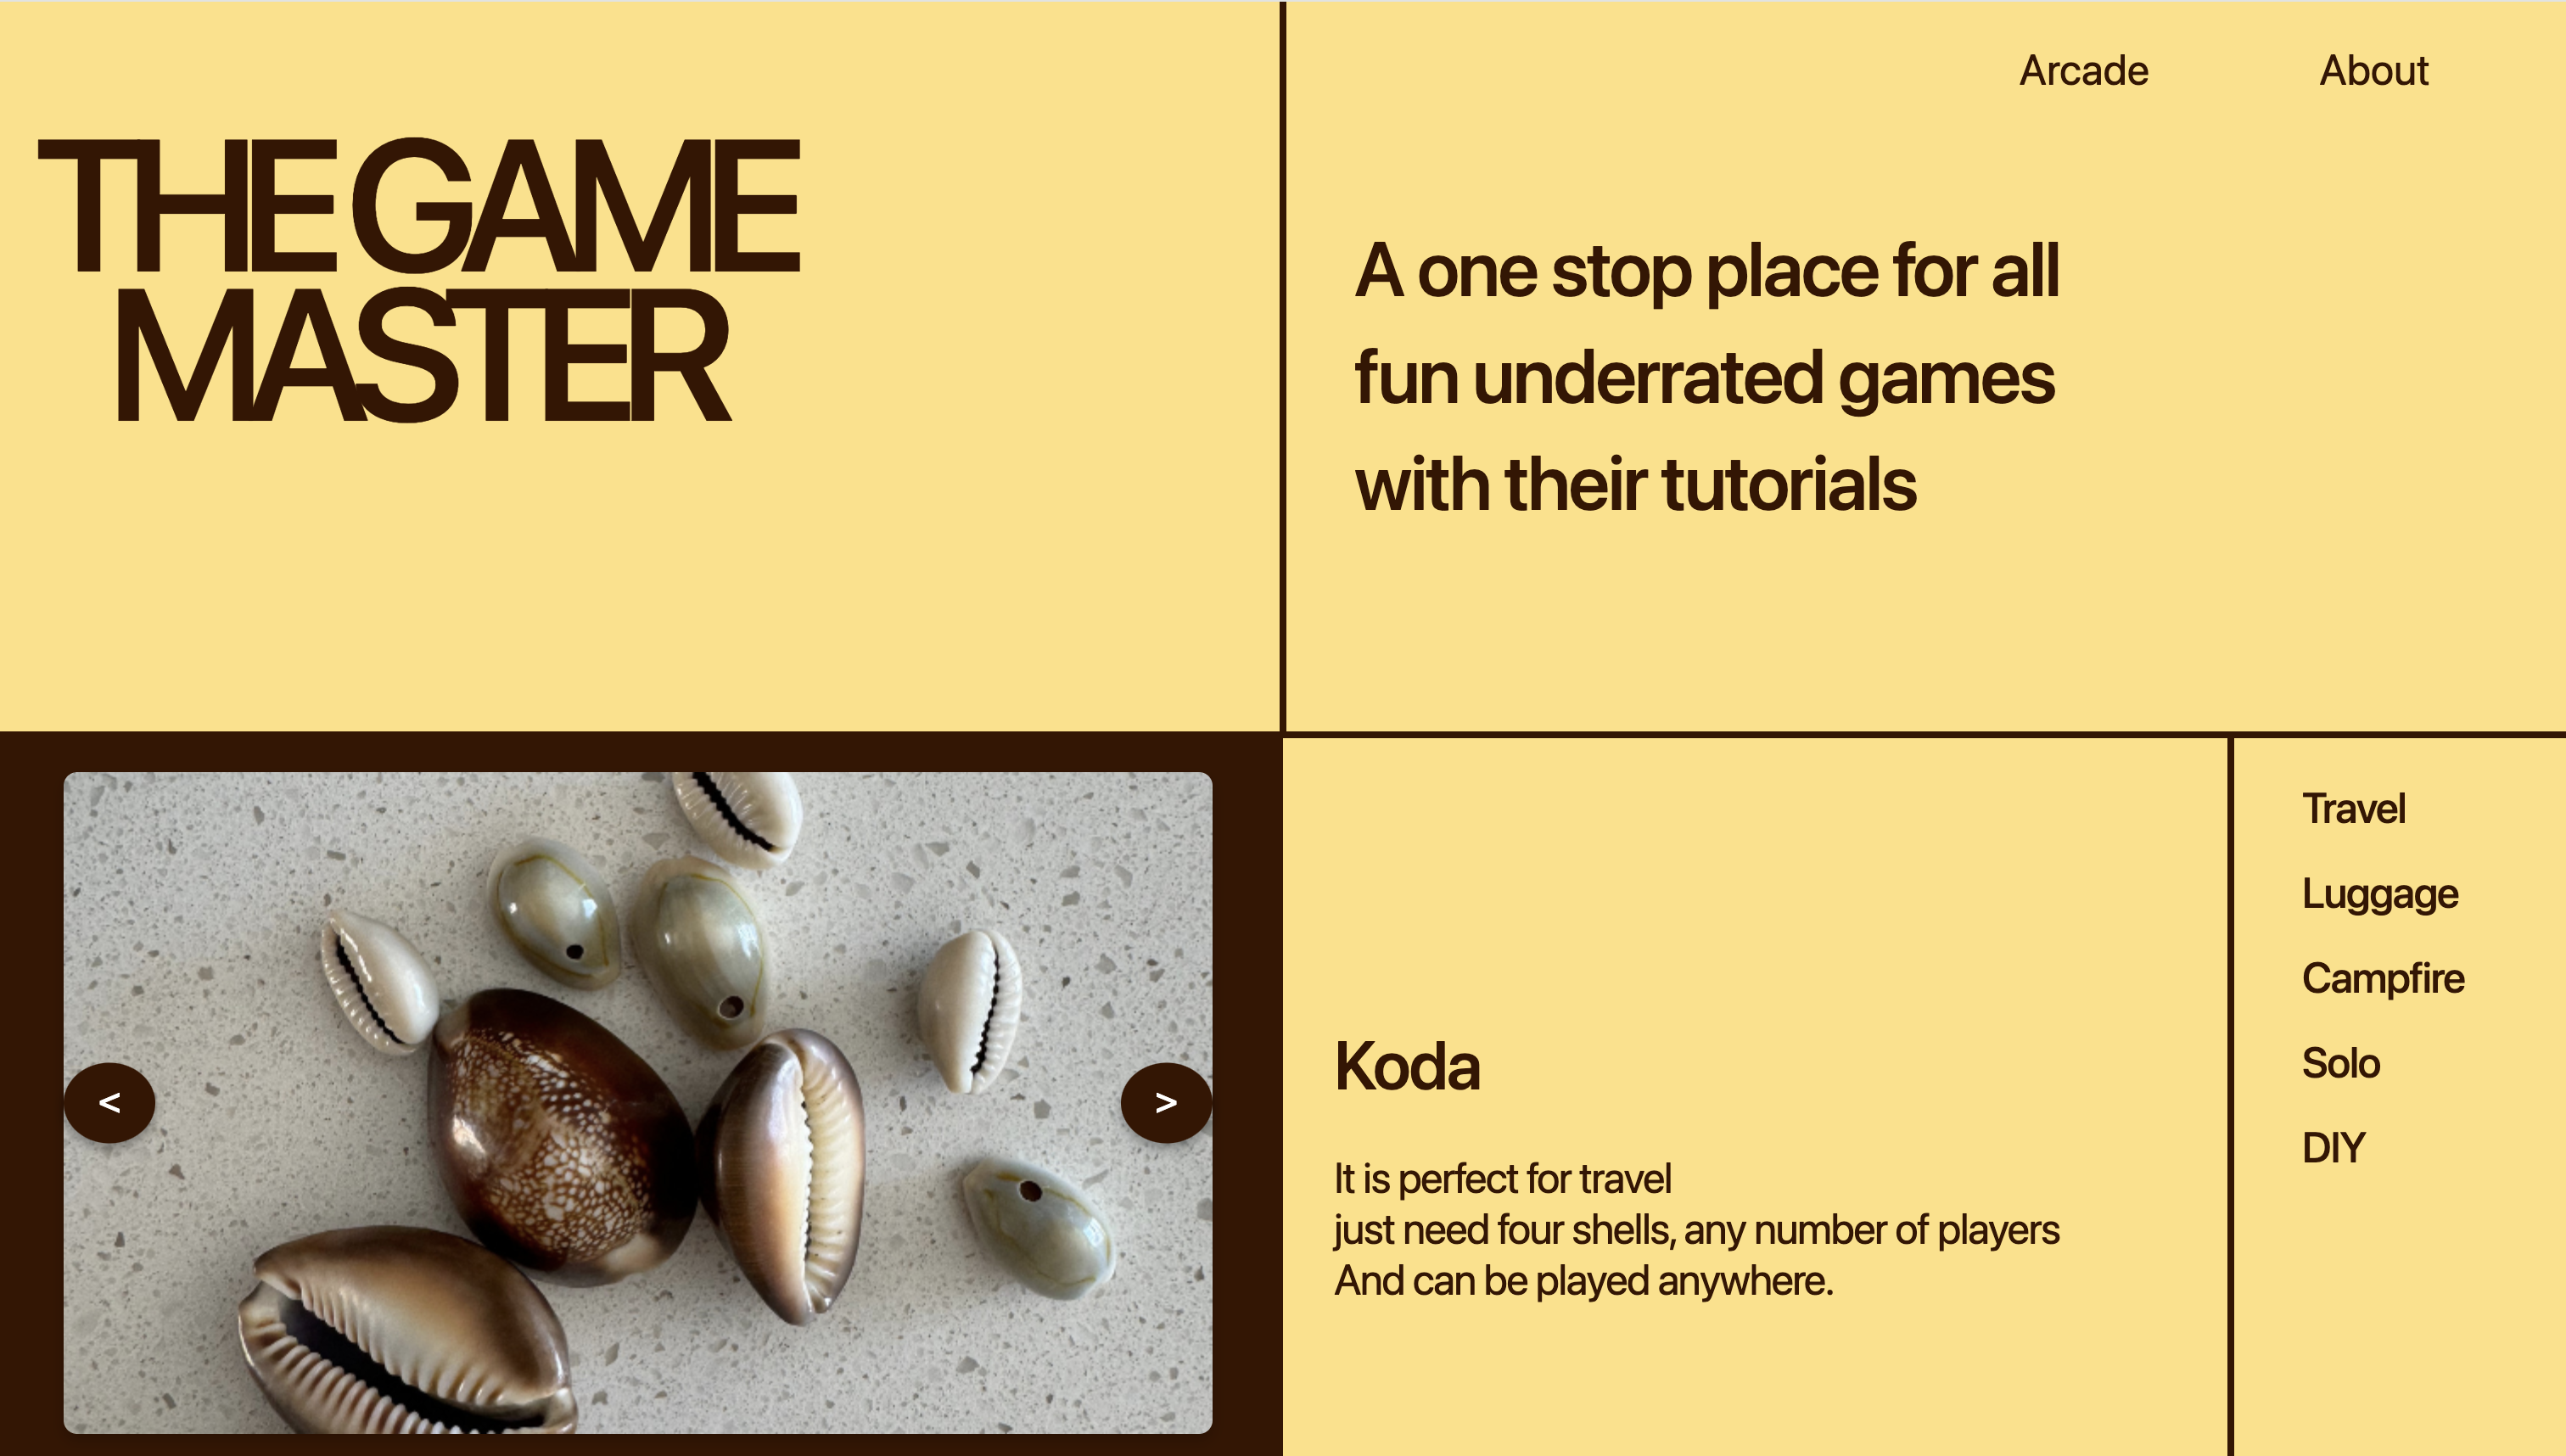 Arcade
About
THE GAME
MASTER
A one stop place for all
fun underrated games
with their tutorials
<
>
Koda
It is perfect for travel
just need four shells, any number of players
And can be played anywhere.
Travel
Luggage
Campfire
Solo
DIY